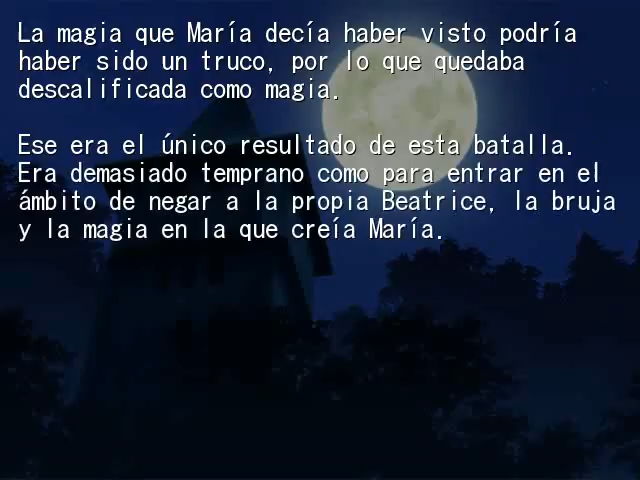 La magia que María decía haber visto podría
haber sido un truco, por lo que quedaba
descalificada como magia.
Ese era el único resultado de esta batalla.
Era demasiado temprano como para entrar en el
ámbito de negar a la propia Beatrice, la bruja
y la magia en la que creía María.